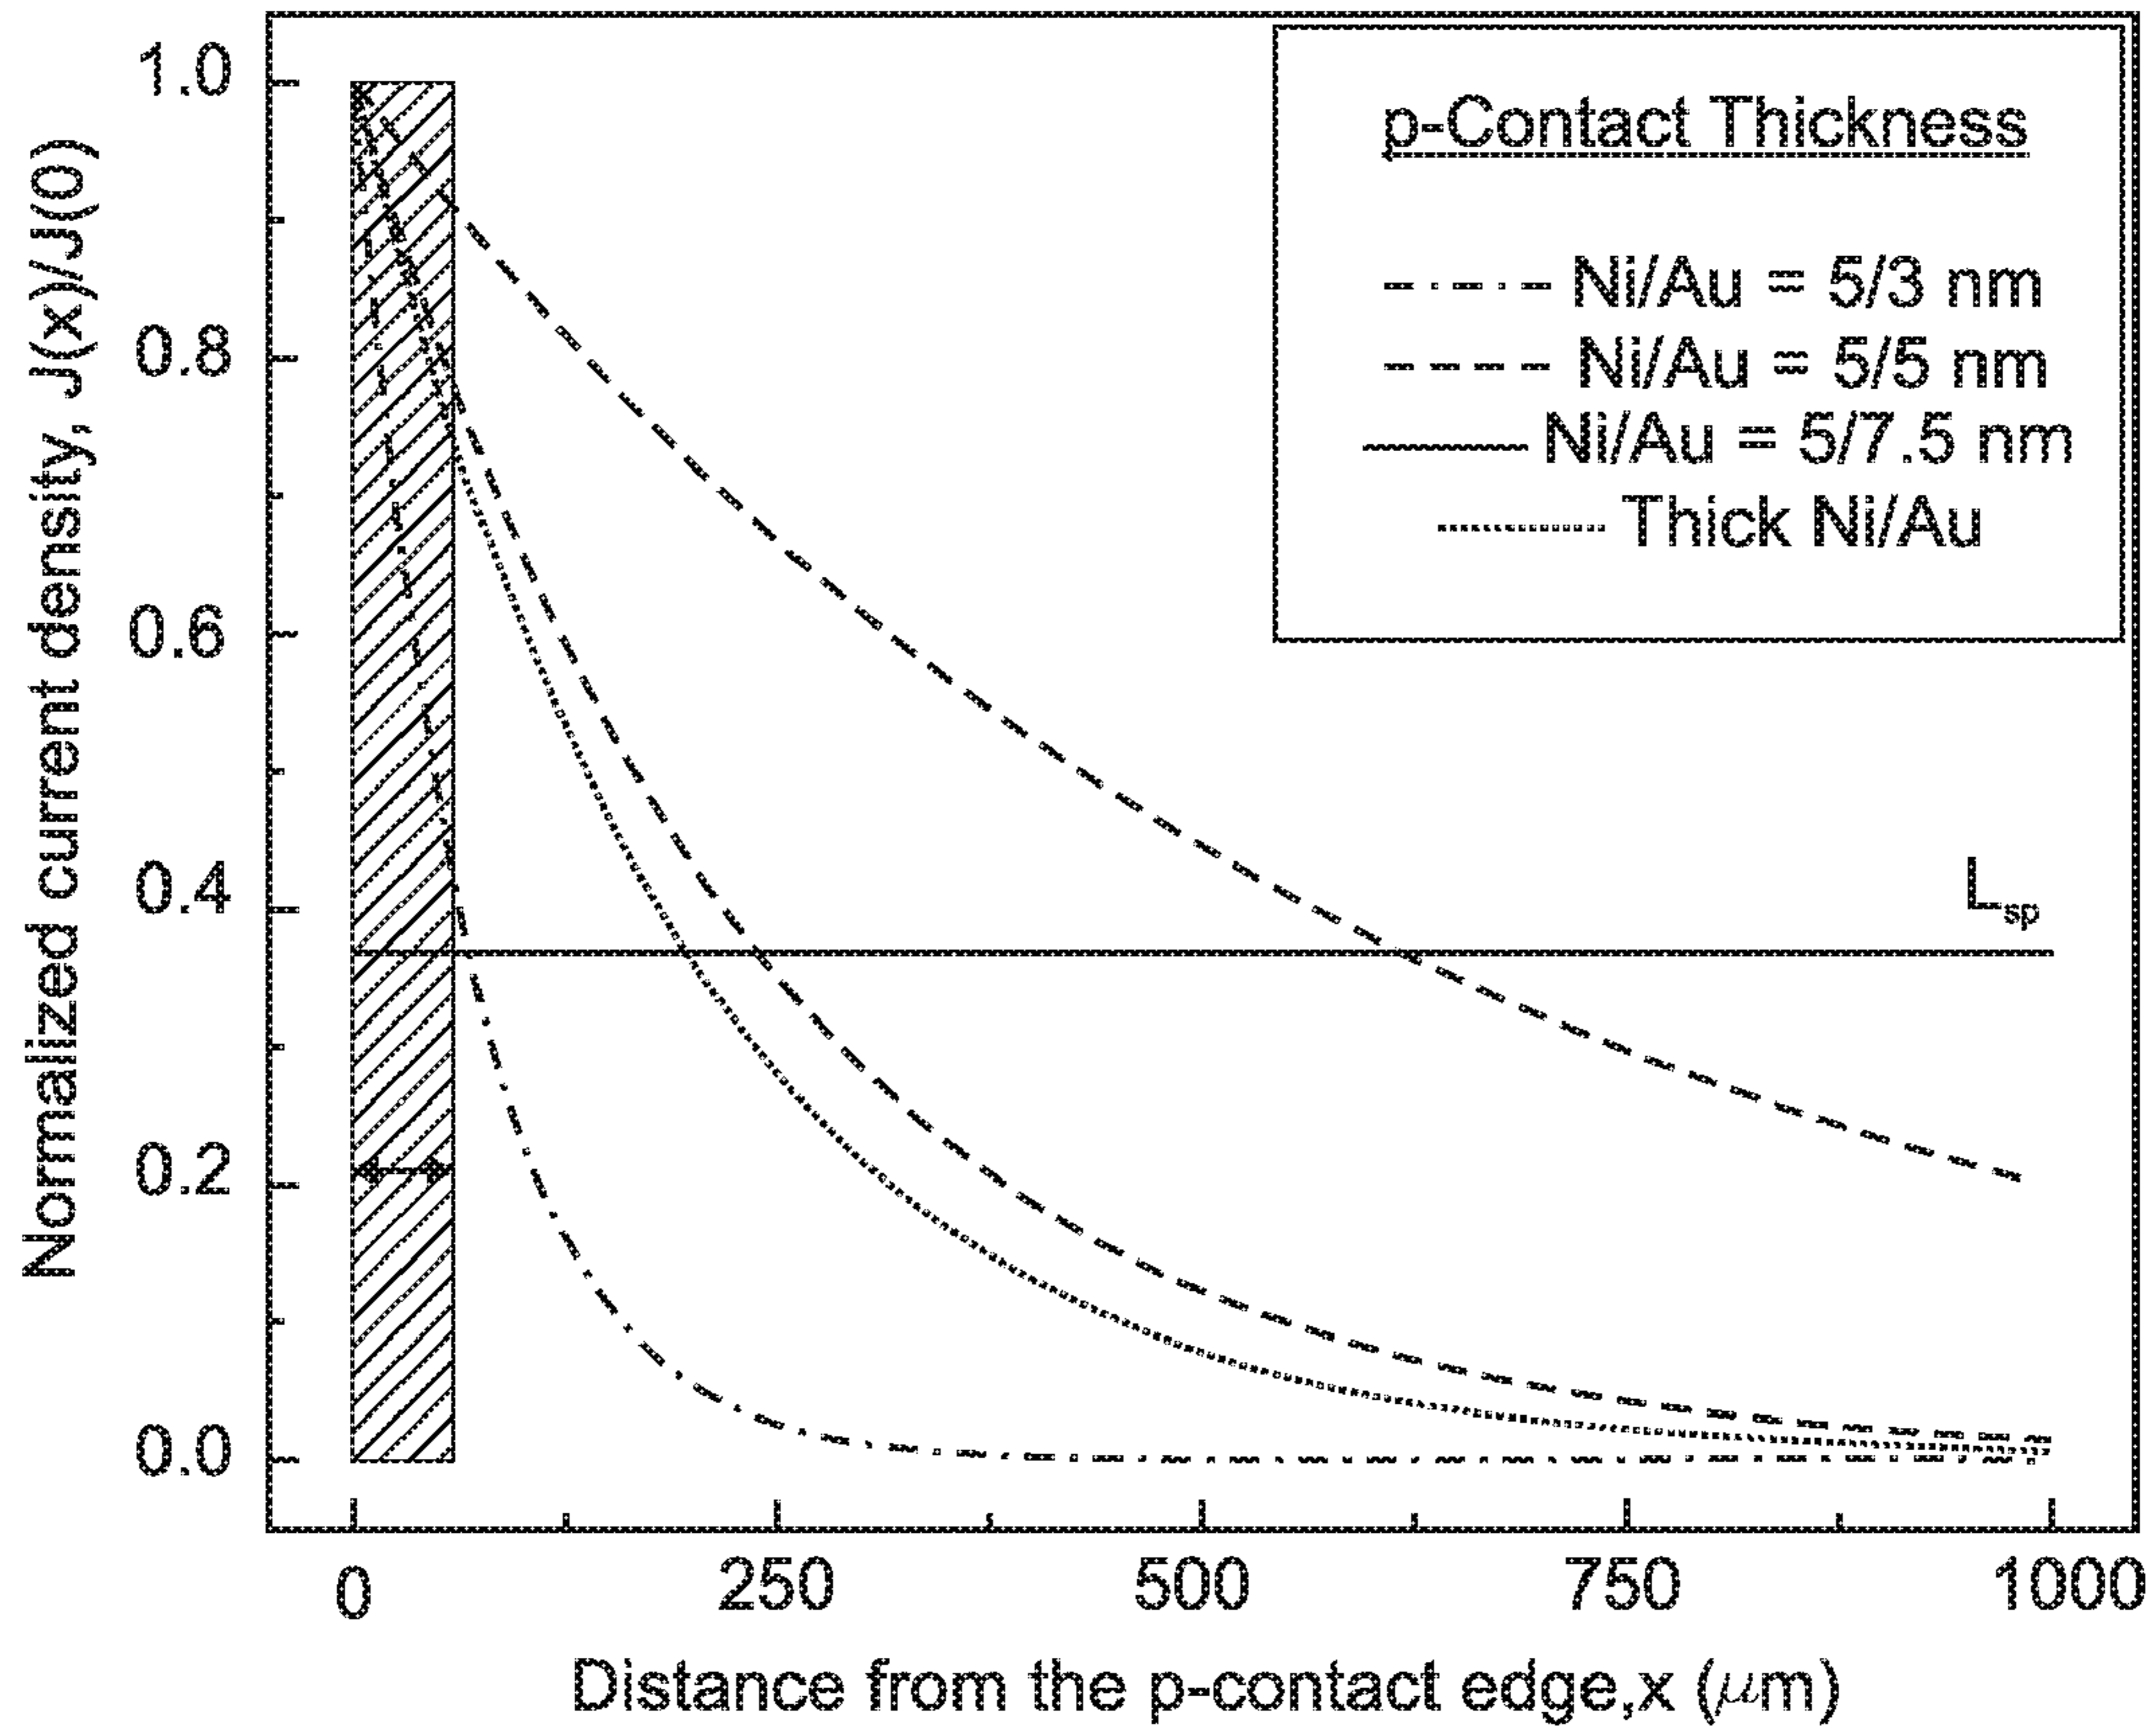 Normalized current density, J(x)/J(0)
1.0
0.8
0.6
0.4
0.2
0.0
p-Contact Thickness
Ni/Au = 5/3 nm
Ni/Au = 5/5 nm
Ni/Au = 5/7.5 nm
Thick Ni/Au
Lsp
0 250 500 750 1000
Distance from the p-contact edge,x (μm)